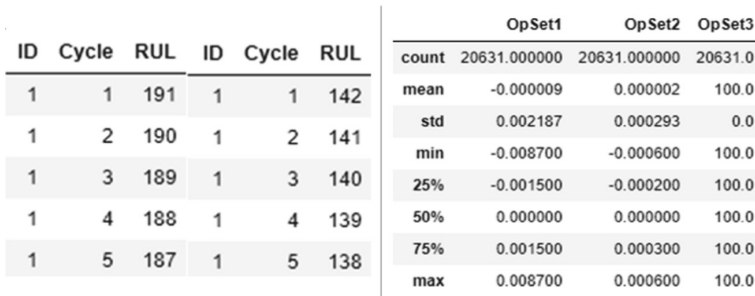 ID Cycle RUL ID Cycle RUL
1 1 191 1 1 142
1 2 190 1 2 141
1 3 189 1 3 140
1 4 188 1 4 139
1 5 187 1 5 138
OpSet1 OpSet2 OpSet3
count 20631.000000 20631.000000 20631.0
mean -0.000009 0.000002 100.0
std 0.002187 0.000293 0.0
min -0.008700 -0.000600 100.0
25% -0.001500 -0.000200 100.0
50% 0.000000 0.000000 100.0
75% 0.001500 0.000300 100.0
max 0.008700 0.000600 100.0